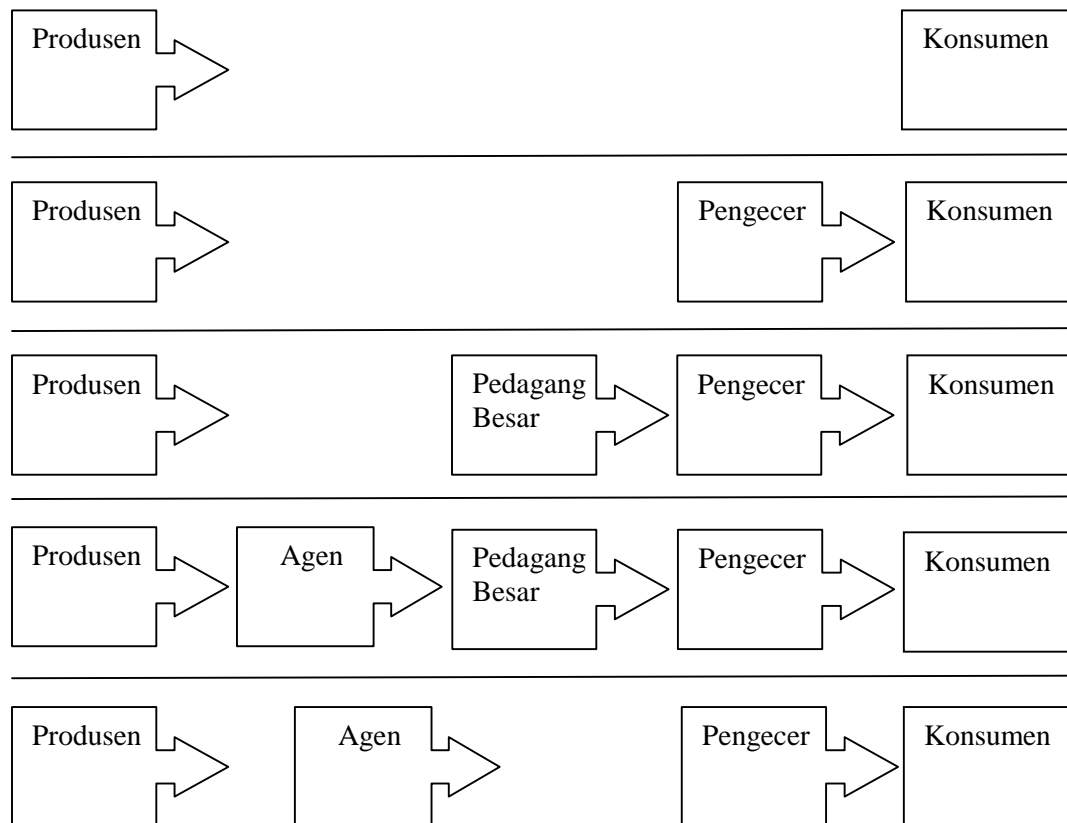 Produsen
Konsumen
Produsen
Pengecer
Konsumen
Produsen
Pedagang
Besar
Pengecer
Konsumen
Produsen
Agen
Pedagang
Besar
Pengecer
Konsumen
Produsen
Agen
Pengecer
Konsumen